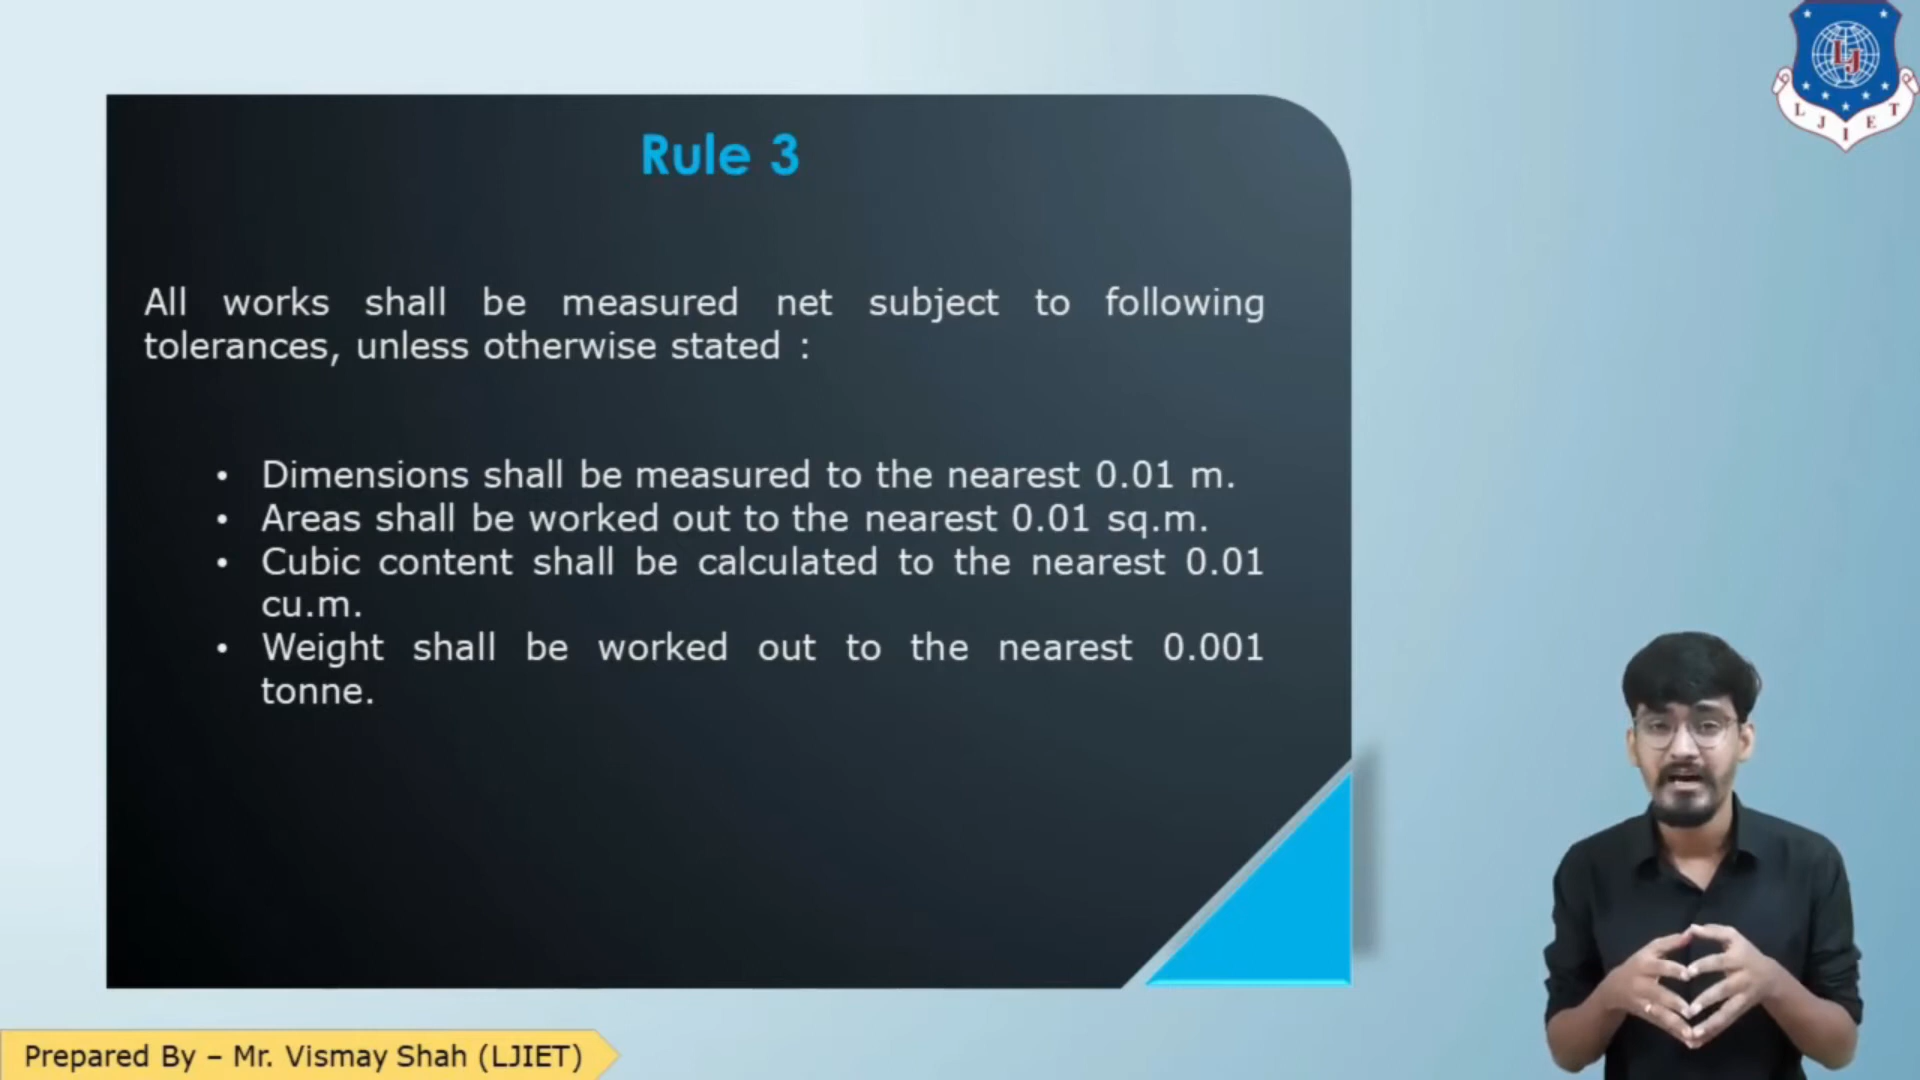 Rule 3
All works shall be measured net subject to following
tolerances, unless otherwise stated :
• Dimensions shall be measured to the nearest 0.01 m.
• Areas shall be worked out to the nearest 0.01 sq.m.
• Cubic content shall be calculated to the nearest 0.01
cu.m.
• Weight shall be worked out to the nearest 0.001
tonne.
LJ
L J I E T
Prepared By – Mr. Vismay Shah (LJIET)